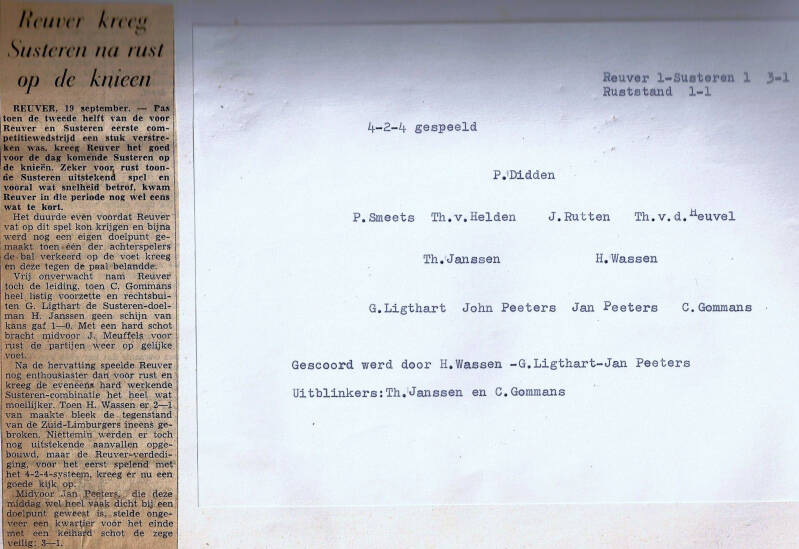 Reuver kreeg
Susteren na rust
op de knieen
REUVER, 19 september. — Pas
toen de tweede helft van de voor
Reuver en Susteren eerste com-
petitiewedstrijd een stuk verstre-
ken was, kreeg Reuver het goed
voor de dag komende Susteren op
de knieën. Zeker voor rust toon-
de Susteren uitstekend spel en
vooral wat snelheid betrof, kwam
Reuver in die periode nog wel eens
wat te kort.
Het duurde even voordat Reuver
vat op dit spel kon krijgen en bijna
werd nog een eigen doelpunt ge-
maakt toen één der achterspelers
de bal verkeerd op de voet kreeg
en deze tegen de paal belandde.
Vrij onverwacht nam Reuver
toch de leiding, toen C. Gommans
heel listig voorzette en rechtsbui-
ten G. Ligthart de Susteren-doel-
man H. Janssen geen schijn van
kans gaf 1—0. Met een hard schot
bracht midvoor J. Meuffels voor
rust de partijen weer op gelijke
voet.
Na de hervatting speelde Reuver
nog enthousiaster dan voor rust en
kreeg de eveneens hard werkende
Susteren-combinatie het heel wat
moeilijker. Toen H. Wassen er 2—1
van maakte bleek de tegenstand
van de Zuid-Limburgers ineens ge-
broken. Niettemin werden er toch
nog uitstekende aanvallen opge-
bouwd, maar de Reuver-verdedi-
ging, voor het eerst spelend met
het 4-2-4-systeem, kreeg er nu een
goede kijk op.
Midvoor Jan Peeters, die deze
middag wel heel vaak dicht bij een
doelpunt geweest is, stelde onge-
veer een kwartier vóór het einde
met een keihard schot de zege
veilig: 3—1.
Reuver 1-Susteren 1 3-1
Ruststand 1-1
4-2-4 gespeeld
P.Didden
P.Smeets Th.v.Helden J.Rutten Th.v.d.Heuvel
Th.Janssen H.Wassen
G.Ligthart John Peeters Jan Peeters C.Gommans
Gescoord werd door H.Wassen -G.Ligthart-Jan Peeters
Uitblinkers:Th.Janssen en C.Gommans